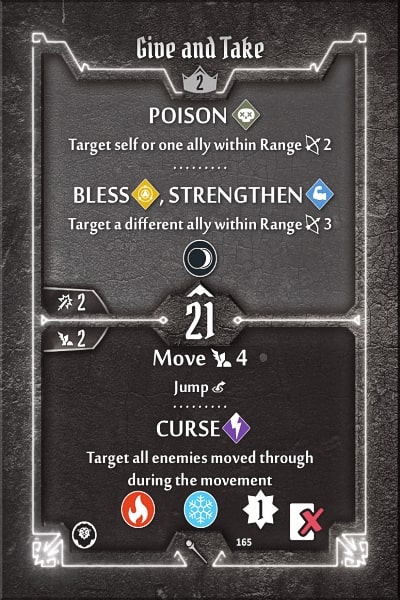 Give and Take
2
POISON
Target self or one ally within Range 2
BLESS, STRENGTHEN
Target a different ally within Range 3
2
21
2
Move 4
Jump
CURSE
Target all enemies moved through
during the movement
1
165